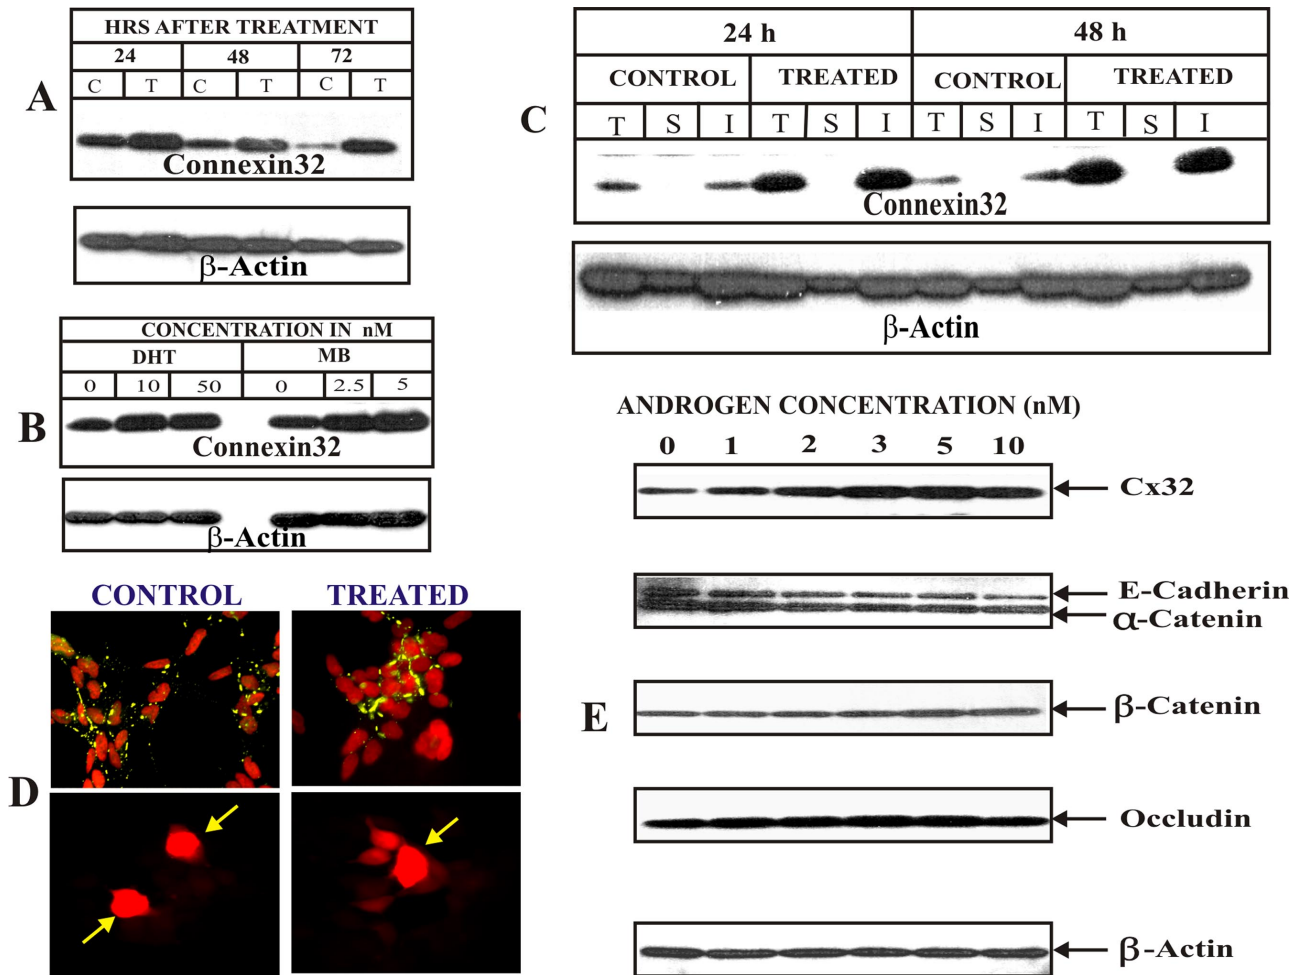 A
HRS AFTER TREATMENT
24 48 72
C T C T C T
Connexin32
β-Actin
B
CONCENTRATION IN nM
DHT MB
0 10 50 0 2.5 5
Connexin32
β-Actin
C
24 h 48 h
CONTROL TREATED CONTROL TREATED
T S I T S I T S I T S I
Connexin32
β-Actin
D
CONTROL TREATED
E
ANDROGEN CONCENTRATION (nM)
0 1 2 3 5 10
Cx32
E-Cadherin
α-Catenin
β-Catenin
Occludin
β-Actin